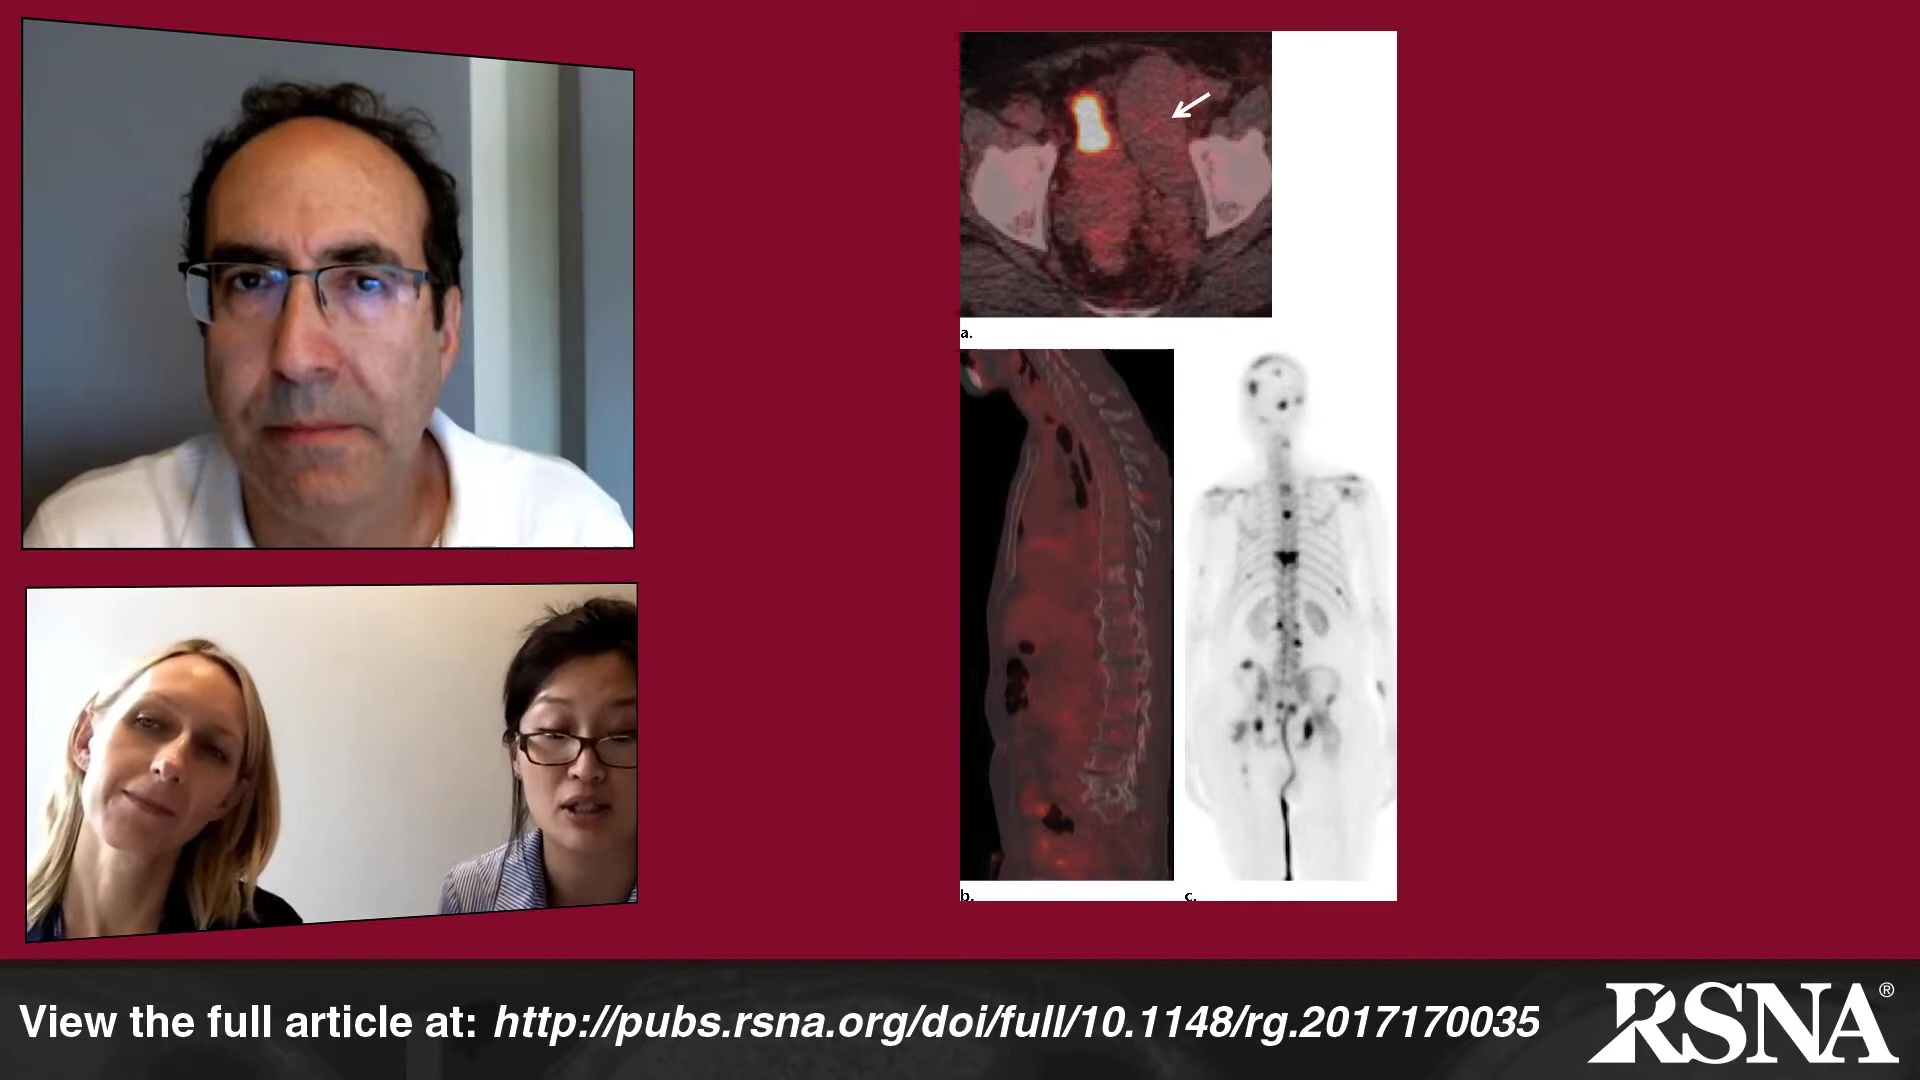 a.
b.
c.
View the full article at: http://pubs.rsna.org/doi/full/10.1148/rg.2017170035
RSNA®